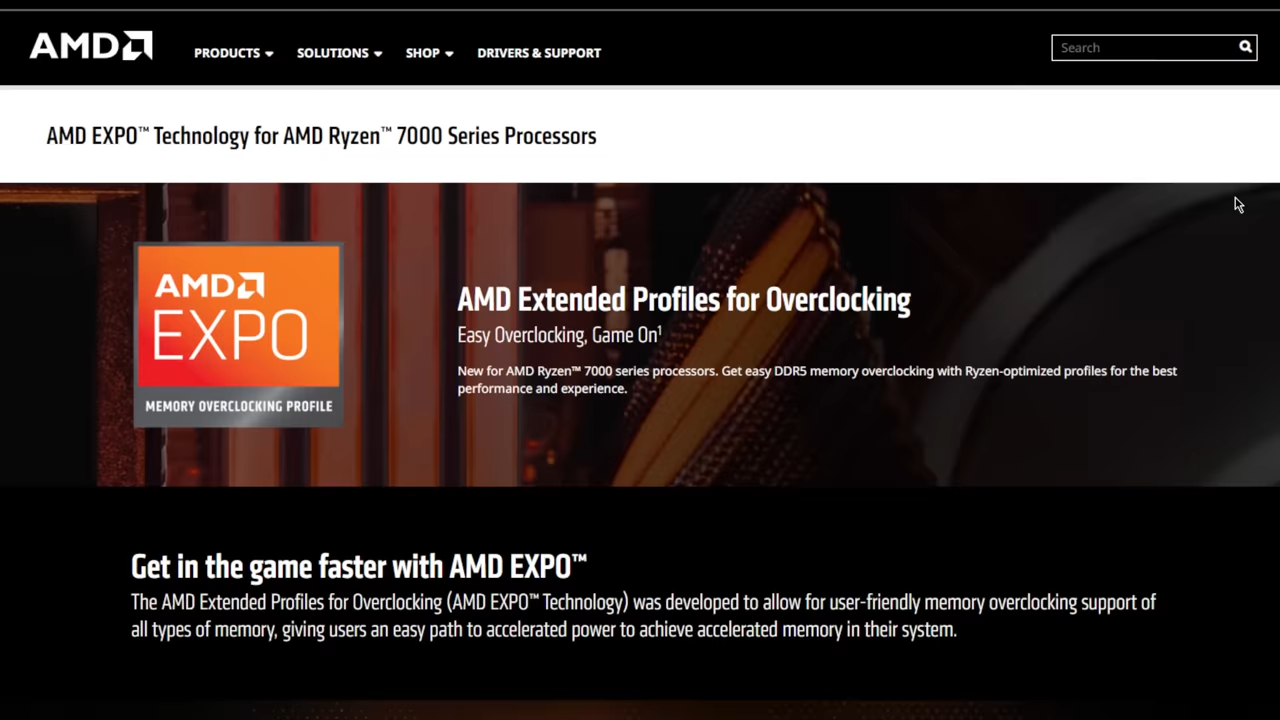 AMD
PRODUCTS SOLUTIONS SHOP DRIVERS & SUPPORT
Search
AMD EXPO™ Technology for AMD Ryzen™ 7000 Series Processors
AMD
EXPO
MEMORY OVERCLOCKING PROFILE
AMD Extended Profiles for Overclocking
Easy Overclocking, Game On¹
New for AMD Ryzen™ 7000 series processors. Get easy DDR5 memory overclocking with Ryzen-optimized profiles for the best
performance and experience.
Get in the game faster with AMD EXPO™
The AMD Extended Profiles for Overclocking (AMD EXPO™ Technology) was developed to allow for user-friendly memory overclocking support of
all types of memory, giving users an easy path to accelerated power to achieve accelerated memory in their system.